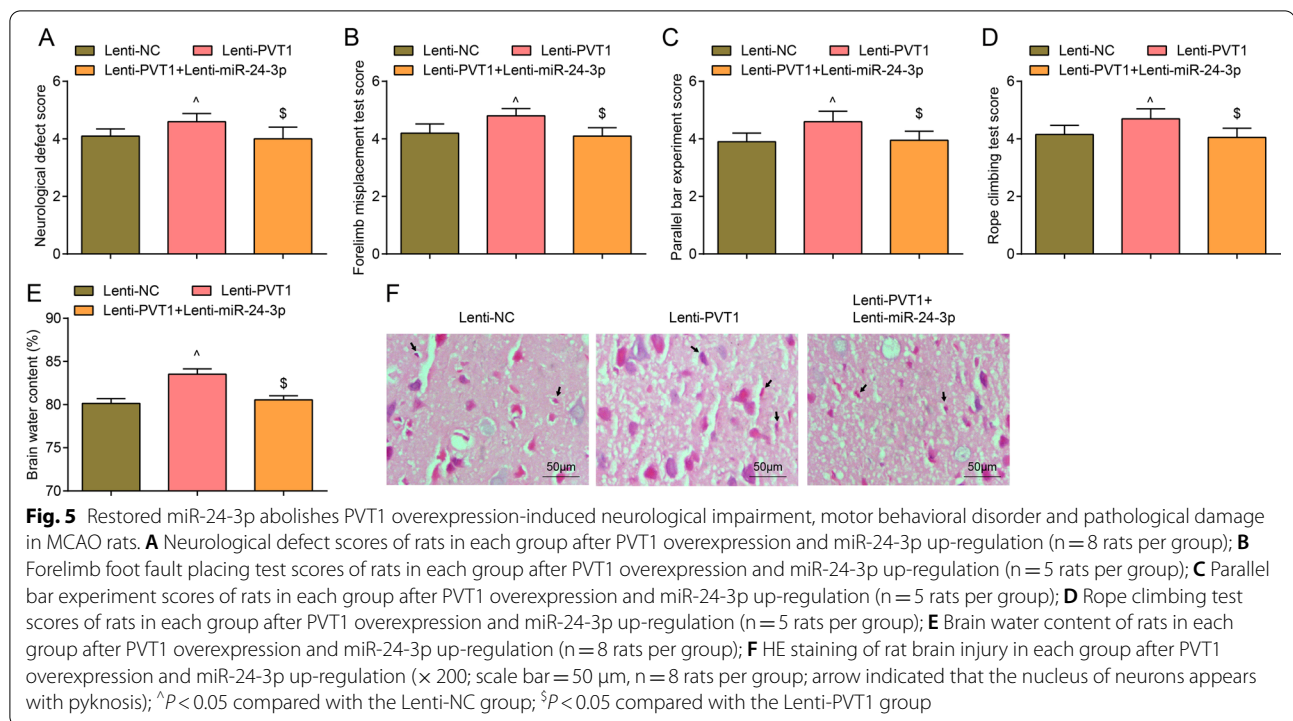 A
Lenti-NC Lenti-PVT1
Lenti-PVT1+Lenti-miR-24-3p
Neurological defect score
6
4
2
0
^
$
B
Lenti-NC Lenti-PVT1
Lenti-PVT1+Lenti-miR-24-3p
Forelimb misplacement test score
6
4
2
0
^
$
C
Lenti-NC Lenti-PVT1
Lenti-PVT1+Lenti-miR-24-3p
Parallel bar experiment score
6
4
2
0
^
$
D
Lenti-NC Lenti-PVT1
Lenti-PVT1+Lenti-miR-24-3p
Rope climbing test score
6
4
2
0
^
$
E
Lenti-NC Lenti-PVT1
Lenti-PVT1+Lenti-miR-24-3p
Brain water content (%)
90
85
80
75
70
^
$
F
Lenti-NC
Lenti-PVT1
Lenti-PVT1+
Lenti-miR-24-3p
50μm
50μm
50μm
Fig. 5 Restored miR-24-3p abolishes PVT1 overexpression-induced neurological impairment, motor behavioral disorder and pathological damage
in MCAO rats. A Neurological defect scores of rats in each group after PVT1 overexpression and miR-24-3p up-regulation (n = 8 rats per group); B
Forelimb foot fault placing test scores of rats in each group after PVT1 overexpression and miR-24-3p up-regulation (n = 5 rats per group); C Parallel
bar experiment scores of rats in each group after PVT1 overexpression and miR-24-3p up-regulation (n = 5 rats per group); D Rope climbing test
scores of rats in each group after PVT1 overexpression and miR-24-3p up-regulation (n = 5 rats per group); E Brain water content of rats in each
group after PVT1 overexpression and miR-24-3p up-regulation (n = 8 rats per group); F HE staining of rat brain injury in each group after PVT1
overexpression and miR-24-3p up-regulation (× 200; scale bar = 50 μm, n = 8 rats per group; arrow indicated that the nucleus of neurons appears
with pyknosis); ^P < 0.05 compared with the Lenti-NC group; $P < 0.05 compared with the Lenti-PVT1 group